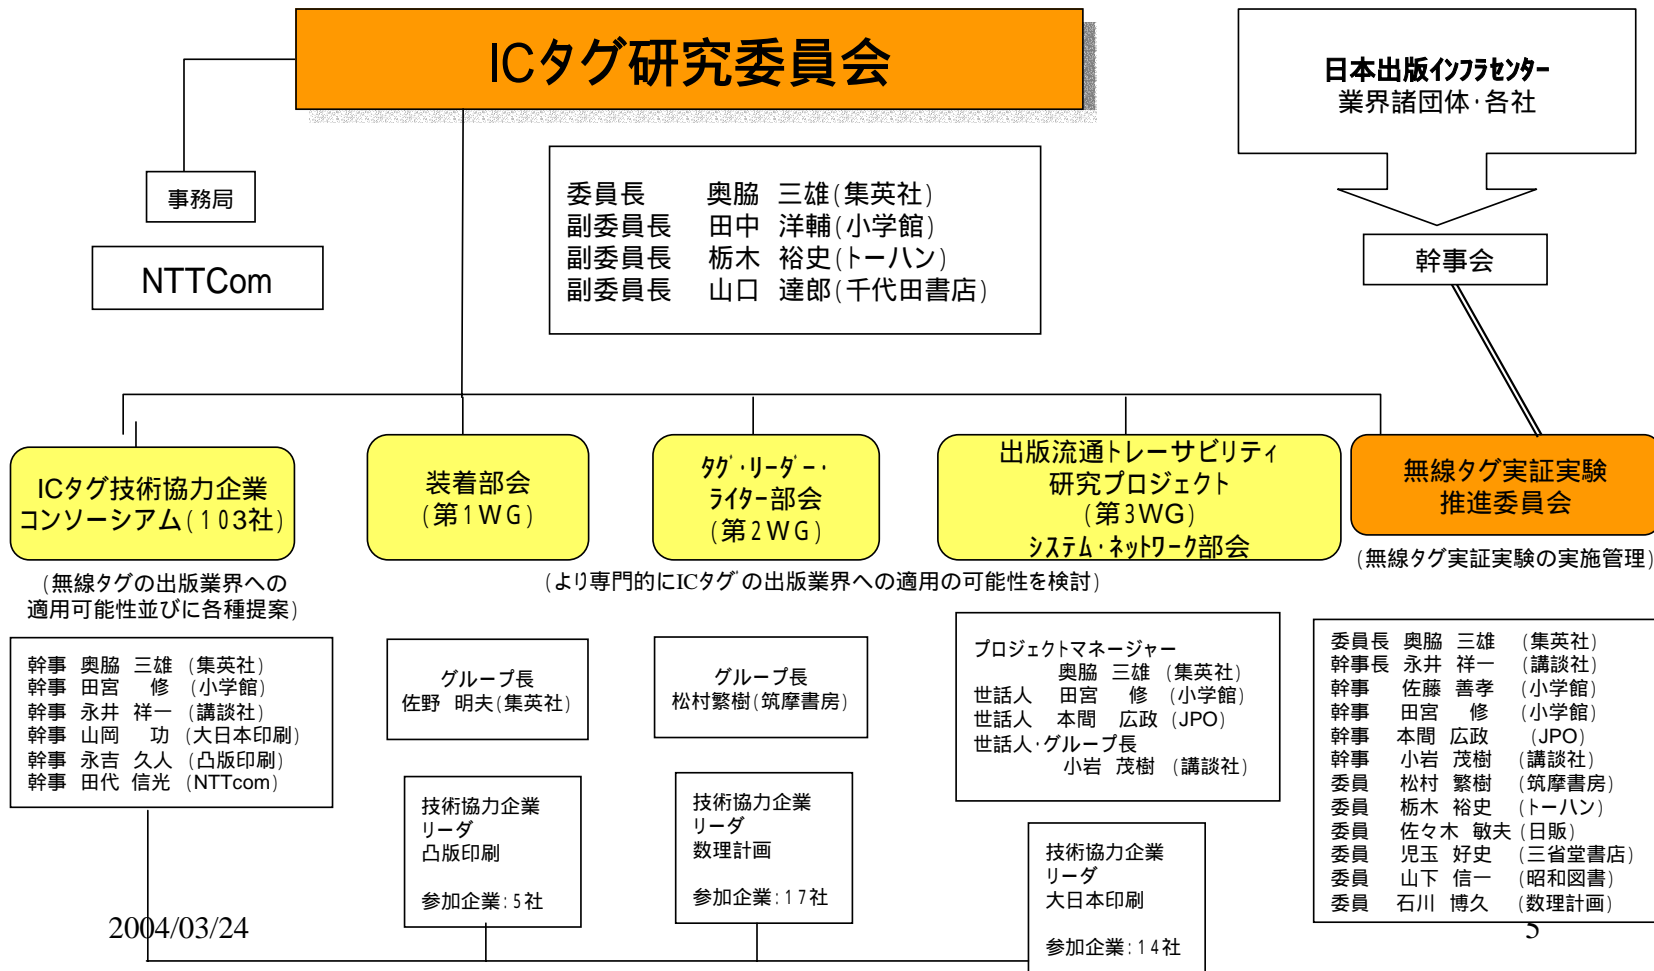 ICタグ研究委員会
日本出版インフラセンター
業界諸団体・各社
事務局
NTTCom
委員長 奥脇 三雄(集英社)
副委員長 田中 洋輔(小学館)
副委員長 栃木 裕史(トーハン)
副委員長 山口 達郎(千代田書店)
幹事会
ICタグ技術協力企業
コンソーシアム(103社)
(無線タグの出版業界への
適用可能性並びに各種提案)
装着部会
(第1WG)
タグ・リーダー・
ライター部会
(第2WG)
出版流通トレーサビリティ
研究プロジェクト
(第3WG)
システム・ネットワーク部会
(より専門的にICタグの出版業界への適用の可能性を検討)
無線タグ実証実験
推進委員会
(無線タグ実証実験の実施管理)
幹事 奥脇 三雄 (集英社)
幹事 田宮 修 (小学館)
幹事 永井 祥一 (講談社)
幹事 山岡 功 (大日本印刷)
幹事 永吉 久人 (凸版印刷)
幹事 田代 信光 (NTTcom)
グループ長
佐野 明夫(集英社)
グループ長
松村繁樹(筑摩書房)
プロジェクトマネージャー
奥脇 三雄 (集英社)
世話人 田宮 修 (小学館)
世話人 本間 広政 (JPO)
世話人・グループ長
小岩 茂樹 (講談社)
委員長 奥脇 三雄 (集英社)
幹事長 永井 祥一 (講談社)
幹事 佐藤 善孝 (小学館)
幹事 田宮 修 (小学館)
幹事 本間 広政 (JPO)
幹事 小岩 茂樹 (講談社)
委員 松村 繁樹 (筑摩書房)
委員 栃木 裕史 (トーハン)
委員 佐々木 敏夫 (日販)
委員 児玉 好史 (三省堂書店)
委員 山下 信一 (昭和図書)
委員 石川 博久 (数理計画)
技術協力企業
リーダ
凸版印刷
参加企業:5社
技術協力企業
リーダ
数理計画
参加企業:17社
技術協力企業
リーダ
大日本印刷
参加企業:14社
2004/03/24
5